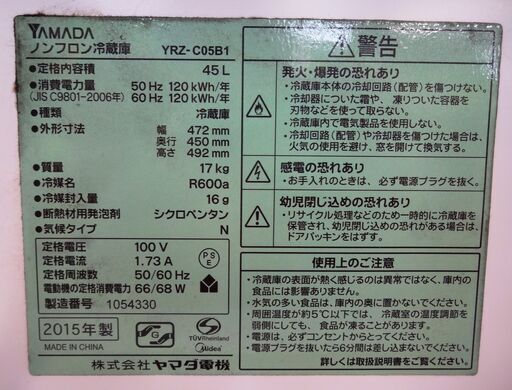 YAMADA
ノンフロン冷蔵庫 YRZ-C05B1
●定格内容積 45 L
●消費電力量 50 Hz 120 kWh/年
(JIS C9801-2006年) 60 Hz 120 kWh/年
●種類 冷蔵庫
●外形寸法 幅 472 mm
奥行 450 mm
高さ 492 mm
●質量 17 kg
●冷媒名 R600a
●冷媒封入量 16 g
●断熱材用発泡剤 シクロペンタン
●気候タイプ N
定格電圧 100 V
定格電流 1.73 A
定格周波数 50/60 Hz
電動機の定格消費電力 66/68 W
製造番号 1054330
PS
E
2015年製
MADE IN CHINA
G
TÜVRheinland
Midea
株式会社ヤマダ電機
警告
発火・爆発の恐れあり
・冷蔵庫本体の冷却回路(配管)を傷つけない。
・冷却器についた霜や、凍りついた容器を
刃物などを使って取らない。
・冷蔵庫内で電気製品を使用しない。
・冷却回路(配管)や冷却器を傷つけた場合は、
火気の使用を避け、窓を開けて換気する。
感電の恐れあり
・お手入れのときは、必ず電源プラグを抜く。
幼児閉じ込めの恐れあり
・リサイクル処理などのため一時的に冷蔵庫を
保管され、幼児閉じ込めの恐れがある場合は、
ドアパッキンをはずす。
使用上のご注意
・冷蔵庫の表面が熱く感じるのは異常ではなく、庫内の
食品には影響ありません。
・水気の多い食品は、庫内の奥に置かないでください。
・周囲温度が約5℃以下では、冷蔵室の温度調節を
弱側にしても、凍ることがあります。
・電源は、必ずコンセントからとってください。
・電源プラグを抜いたら6分間は差し込まないでください。
詳しくは取扱説明書をご覧ください。